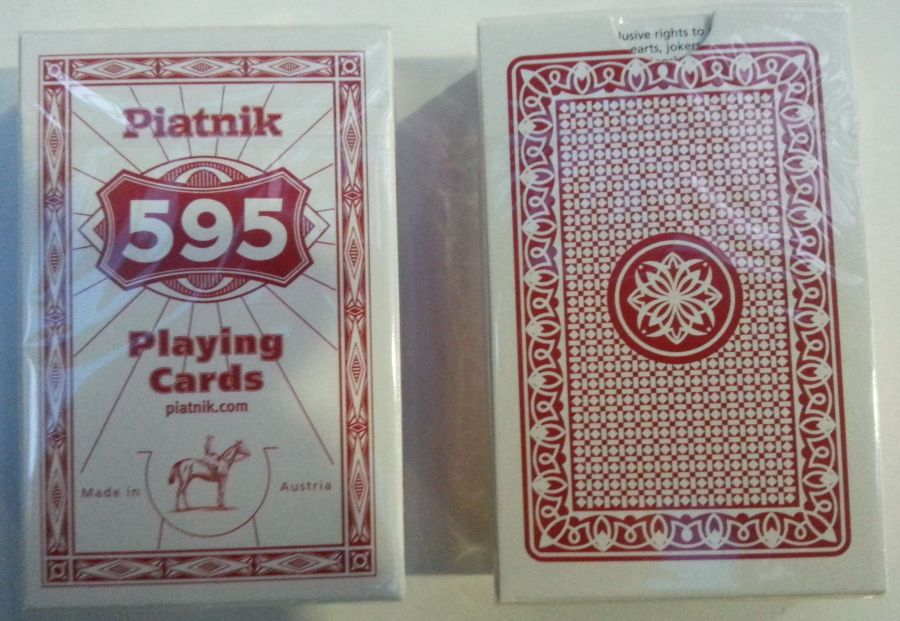 Piatnik
595
Playing
Cards
piatnik.com
Made in Austria
lusive rights to
earts, jokers